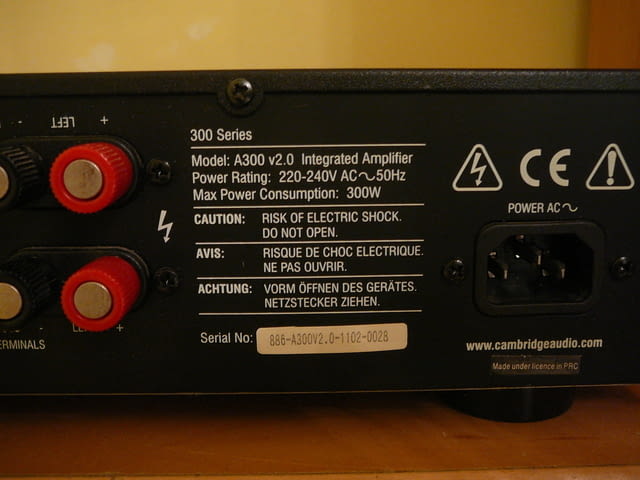 - LEFT +
300 Series
Model: A300 v2.0 Integrated Amplifier
Power Rating: 220-240V AC～50Hz
Max Power Consumption: 300W
CAUTION: RISK OF ELECTRIC SHOCK.
DO NOT OPEN.
AVIS: RISQUE DE CHOC ELECTRIQUE.
NE PAS OUVRIR.
ACHTUNG: VORM ÖFFNEN DES GERÄTES.
NETZSTECKER ZIEHEN.
Serial No: 886-A300V2.0-1102-0028
CE
POWER AC～
www.cambridgeaudio.com
Made under licence in PRC
- +